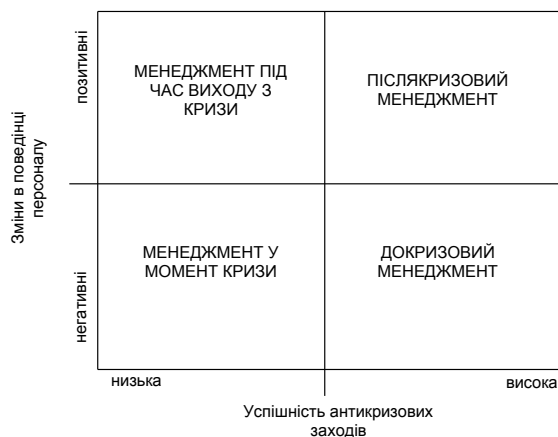 Зміни в поведінці
персоналу
позитивні
негативні
МЕНЕДЖМЕНТ ПІД
ЧАС ВИХОДУ З
КРИЗИ
ПІСЛЯКРИЗОВИЙ
МЕНЕДЖМЕНТ
МЕНЕДЖМЕНТ У
МОМЕНТ КРИЗИ
ДОКРИЗОВИЙ
МЕНЕДЖМЕНТ
низька
висока
Успішність антикризових
заходів